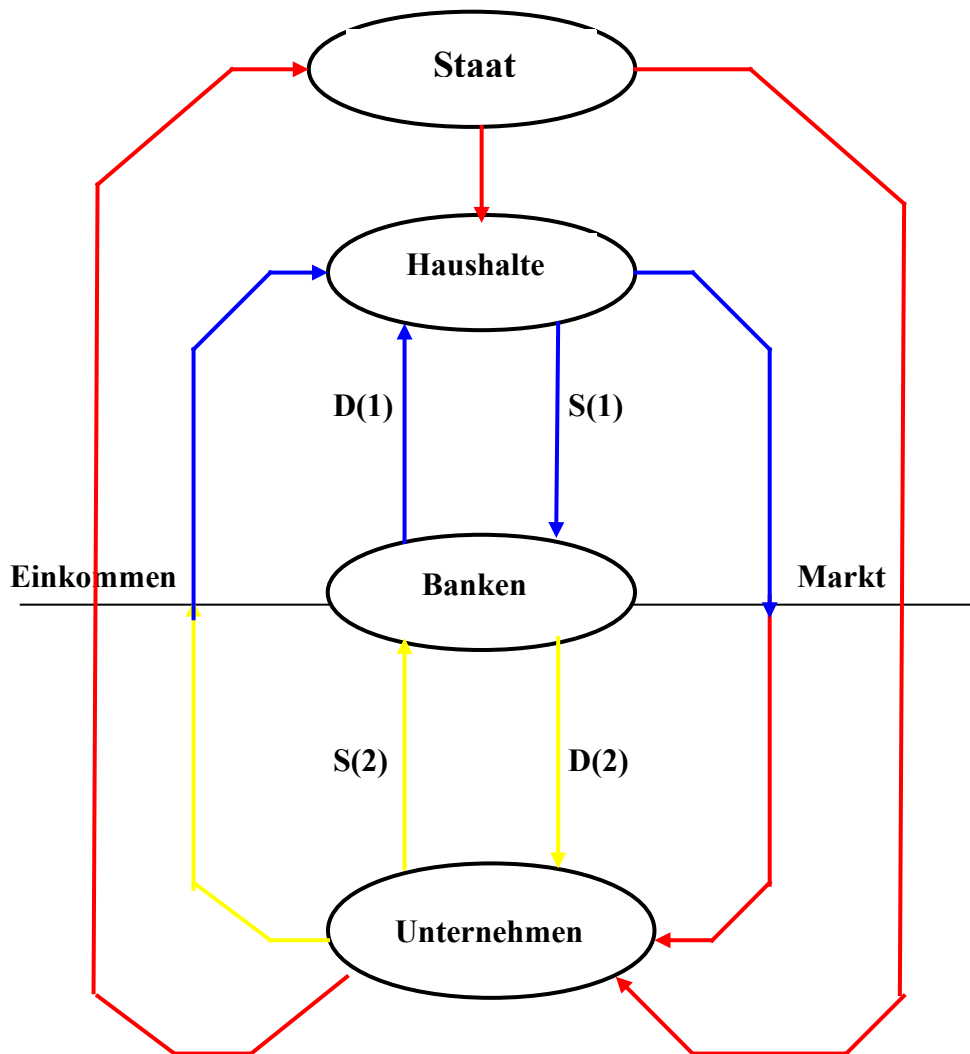 Staat
Haushalte
D(1)
S(1)
Einkommen
Banken
Markt
S(2)
D(2)
Unternehmen